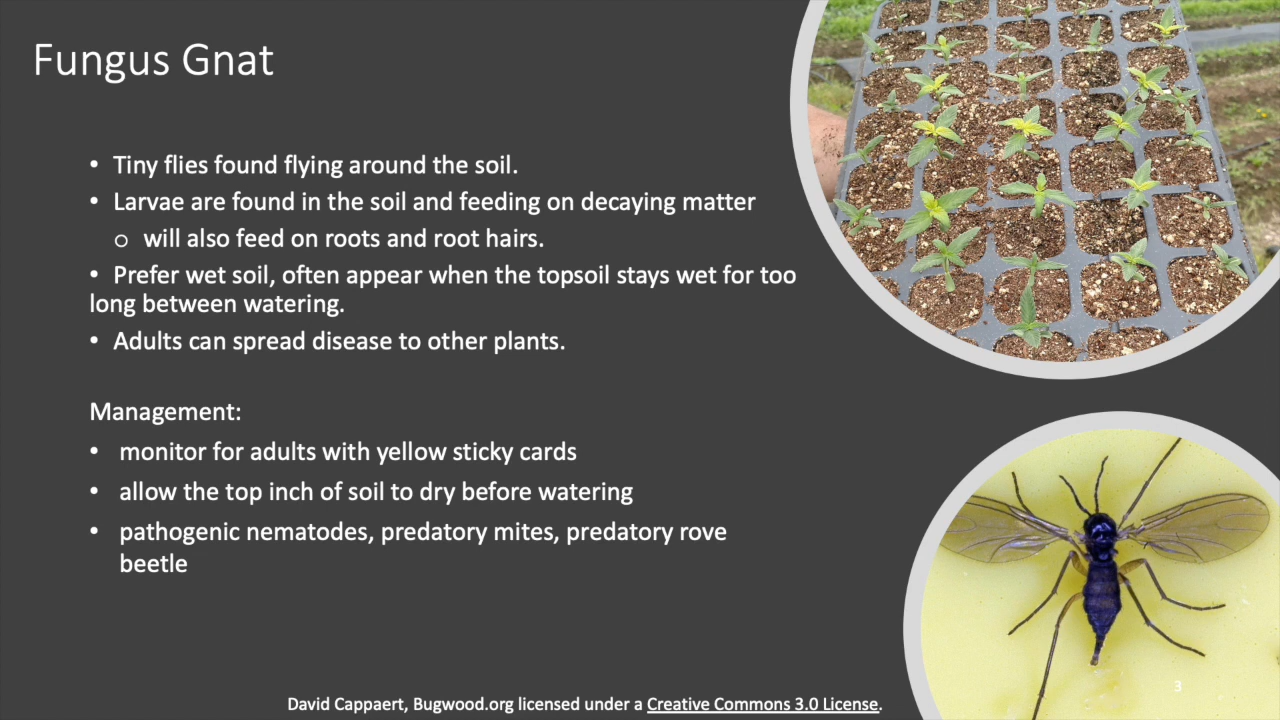 Fungus Gnat
• Tiny flies found flying around the soil.
• Larvae are found in the soil and feeding on decaying matter
o will also feed on roots and root hairs.
• Prefer wet soil, often appear when the topsoil stays wet for too
long between watering.
• Adults can spread disease to other plants.
Management:
• monitor for adults with yellow sticky cards
• allow the top inch of soil to dry before watering
• pathogenic nematodes, predatory mites, predatory rove
beetle
3
David Cappaert, Bugwood.org licensed under a Creative Commons 3.0 License.